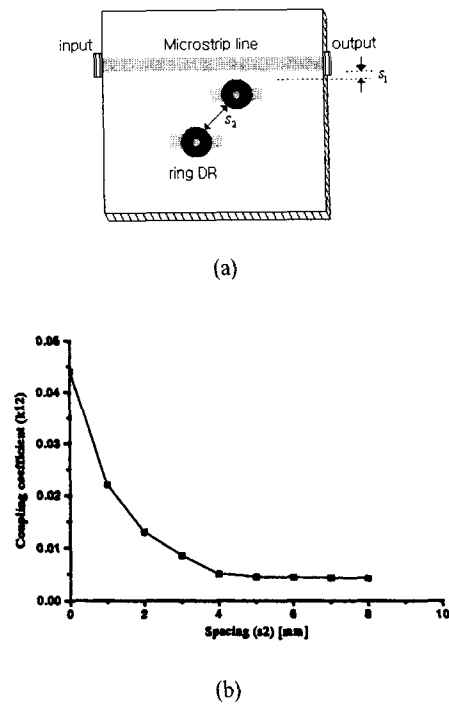 input
Microstrip line
output
s₁
s₂
ring DR
(a)
0.05
0.04
0.03
0.02
0.01
0.00
0
2
4
6
8
10
Coupling coefficient (k12)
Spacing (s2) [mm]
(b)